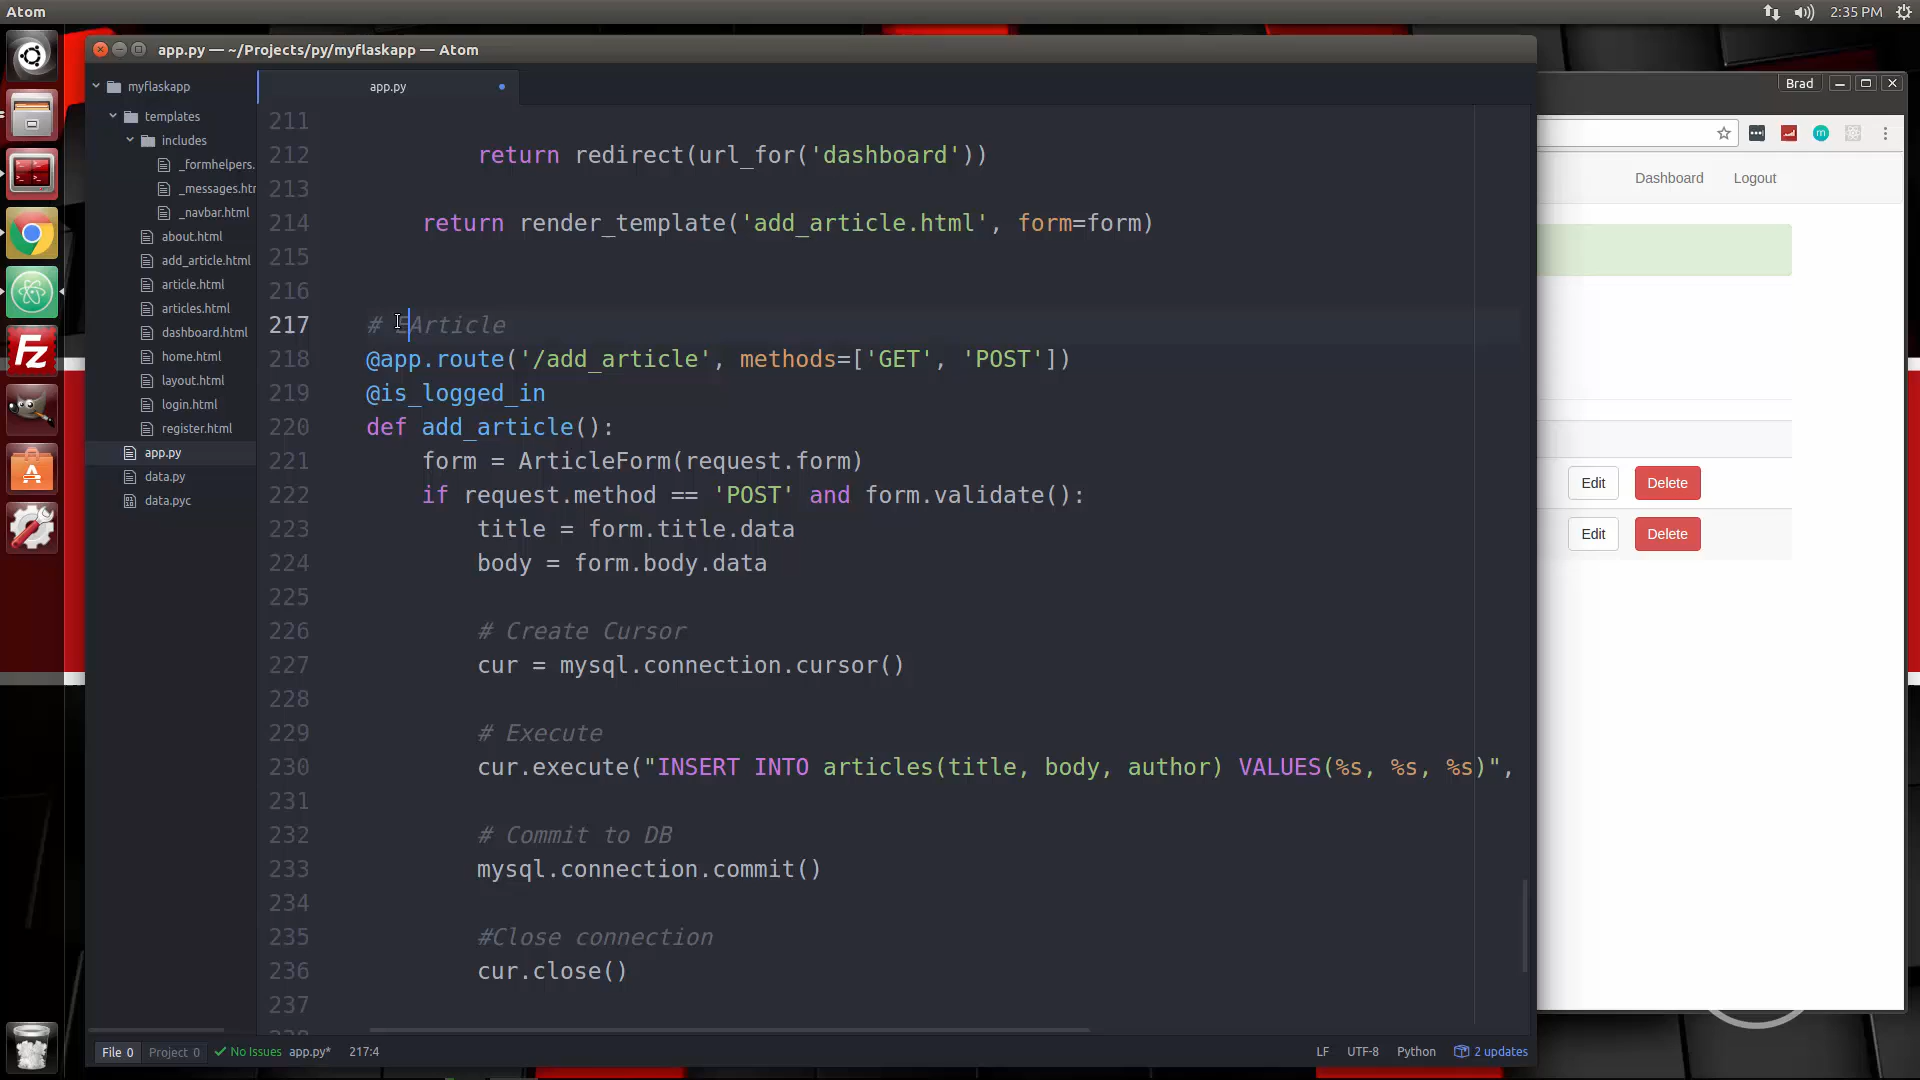 Atom
2:35 PM
app.py — ~/Projects/py/myflaskapp — Atom
Brad
myflaskapp
templates
includes
_formhelpers.
_messages.htm
_navbar.html
about.html
add_article.html
article.html
articles.html
dashboard.html
home.html
layout.html
login.html
register.html
app.py
data.py
data.pyc
app.py
211
212 return redirect(url_for('dashboard'))
213
214 return render_template('add_article.html', form=form)
215
216
217 # EArticle
218 @app.route('/add_article', methods=['GET', 'POST'])
219 @is_logged_in
220 def add_article():
221 form = ArticleForm(request.form)
222 if request.method == 'POST' and form.validate():
223 title = form.title.data
224 body = form.body.data
225
226 # Create Cursor
227 cur = mysql.connection.cursor()
228
229 # Execute
230 cur.execute("INSERT INTO articles(title, body, author) VALUES(%s, %s, %s)",
231
232 # Commit to DB
233 mysql.connection.commit()
234
235 #Close connection
236 cur.close()
237
Dashboard Logout
Edit Delete
Edit Delete
File 0 Project 0 No Issues app.py* 217:4
LF UTF-8 Python 2 updates